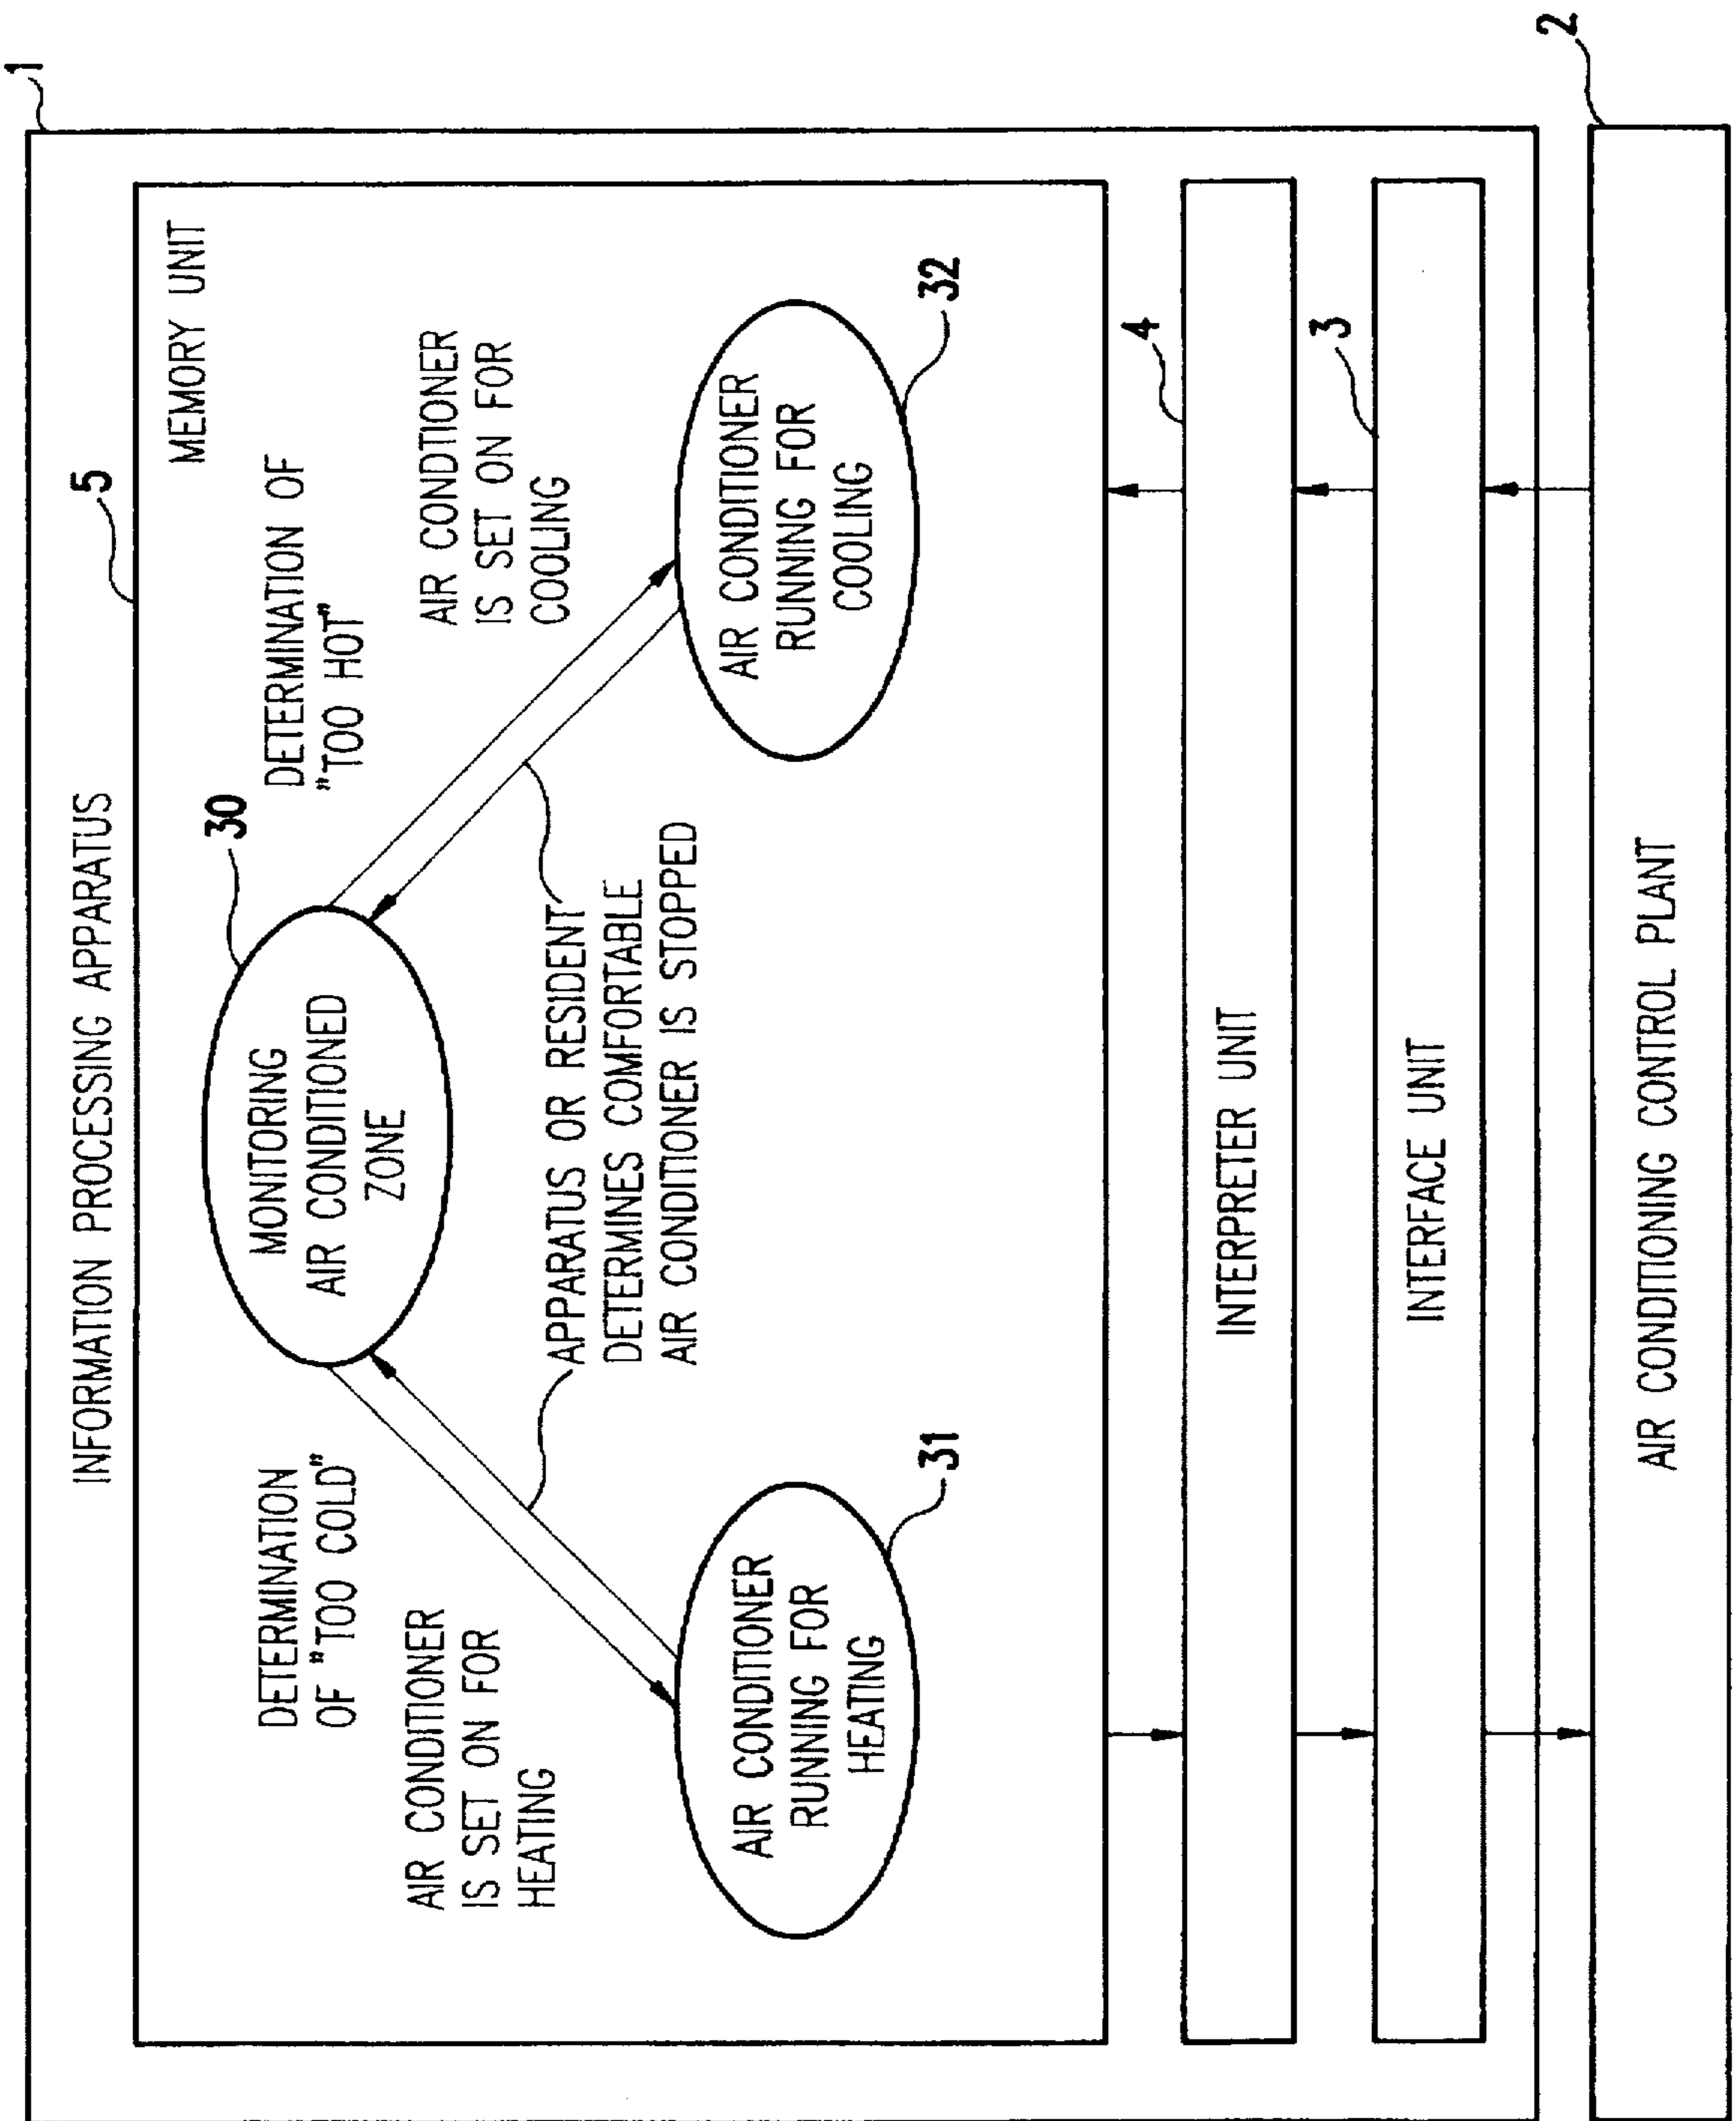 1
INFORMATION PROCESSING APPARATUS
5
MEMORY UNIT
30
MONITORING
AIR CONDITIONED
ZONE
DETERMINATION
OF "TOO COLD"
AIR CONDITIONER
IS SET ON FOR
HEATING
DETERMINATION OF
"TOO HOT"
AIR CONDITIONER
IS SET ON FOR
COOLING
APPARATUS OR RESIDENT
DETERMINES COMFORTABLE
AIR CONDITIONER IS STOPPED
AIR CONDITIONER
RUNNING FOR
HEATING
31
AIR CONDITIONER
RUNNING FOR
COOLING
32
4
INTERPRETER UNIT
3
INTERFACE UNIT
2
AIR CONDITIONING CONTROL PLANT